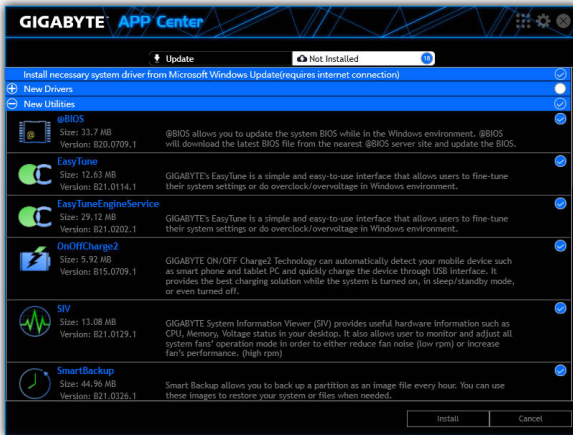 GIGABYTE™ APP Center
Update
Not Installed
18
Install necessary system driver from Microsoft Windows Update(requires internet connection)
New Drivers
New Utilities
@BIOS
Size: 33.7 MB
Version: B20.0709.1
@BIOS allows you to update the system BIOS while in the Windows environment. @BIOS
will download the latest BIOS file from the nearest @BIOS server site and update the BIOS.
EasyTune
Size: 12.63 MB
Version: B21.0114.1
GIGABYTE's EasyTune is a simple and easy-to-use interface that allows users to fine-tune
their system settings or do overclock/overvoltage in Windows environment.
EasyTuneEngineService
Size: 29.12 MB
Version: B21.0202.1
GIGABYTE's EasyTune is a simple and easy-to-use interface that allows users to fine-tune
their system settings or do overclock/overvoltage in Windows environment.
OnOffCharge2
Size: 5.92 MB
Version: B15.0709.1
GIGABYTE ON/OFF Charge2 Technology can automatically detect your mobile device such
as smart phone and tablet PC and quickly charge the device through USB interface. It
provides the best charging solution while the system is turned on, in sleep/standby mode,
or even turned off.
SIV
Size: 13.08 MB
Version: B21.0129.1
GIGABYTE System Information Viewer (SIV) provides useful hardware information such as
CPU, Memory, Voltage status in your desktop. It also allows user to monitor and adjust all
system fans' operation mode in order to either reduce fan noise (low rpm) or increase
fan's performance. (high rpm)
SmartBackup
Size: 44.96 MB
Version: B21.0326.1
Smart Backup allows you to back up a partition as an image file every hour. You can use
these images to restore your system or files when needed.
Install
Cancel